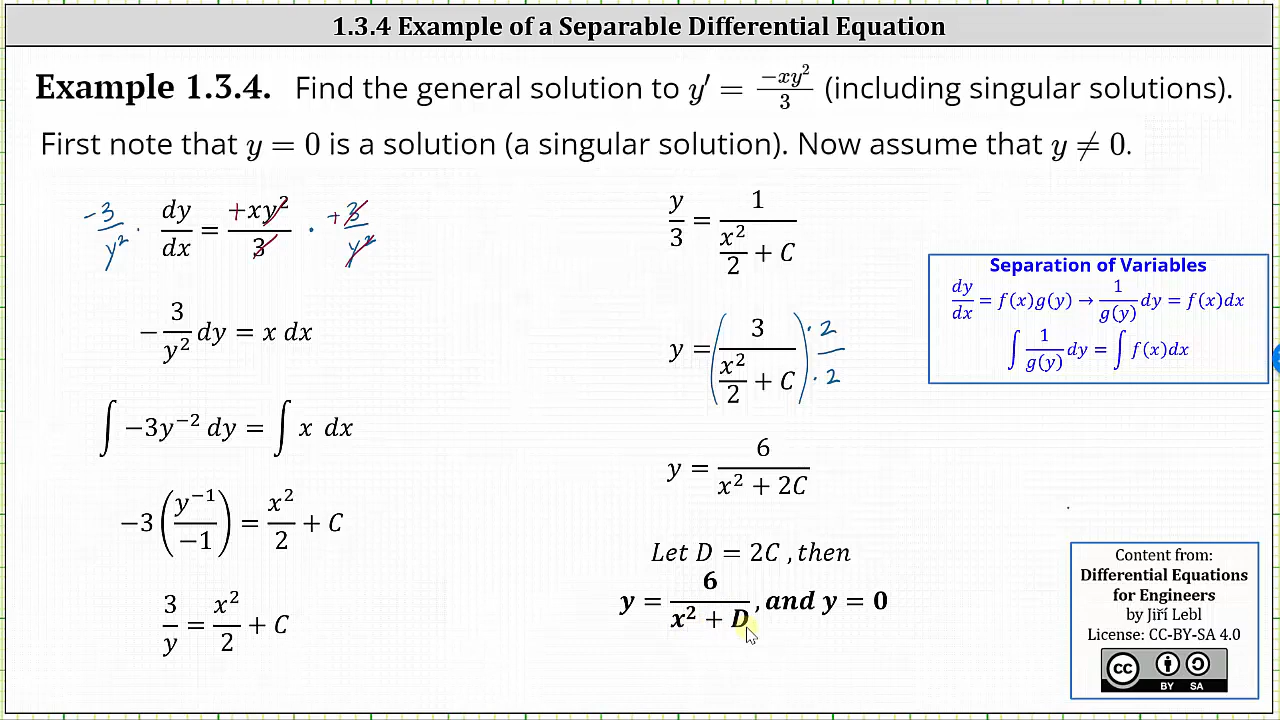 1.3.4 Example of a Separable Differential Equation
Example 1.3.4. Find the general solution to y′ = −xy²/3 (including singular solutions).
First note that y = 0 is a solution (a singular solution). Now assume that y ≠ 0.
−3/y² · dy/dx = +xy²/3 · +3/y²
−3/y² dy = x dx
∫ −3y⁻² dy = ∫ x dx
−3(y⁻¹/−1) = x²/2 + C
3/y = x²/2 + C
y/3 = 1/(x²/2 + C)
y = (3/(x²/2 + C)) · 2/· 2
y = 6/(x² + 2C)
Let D = 2C , then
y = 6/(x² + D), and y = 0
Separation of Variables
dy/dx = f(x)g(y) → 1/g(y) dy = f(x)dx
∫ 1/g(y) dy = ∫ f(x)dx
Content from:
Differential Equations
for Engineers
by Jiří Lebl
License: CC-BY-SA 4.0
cc
BY SA